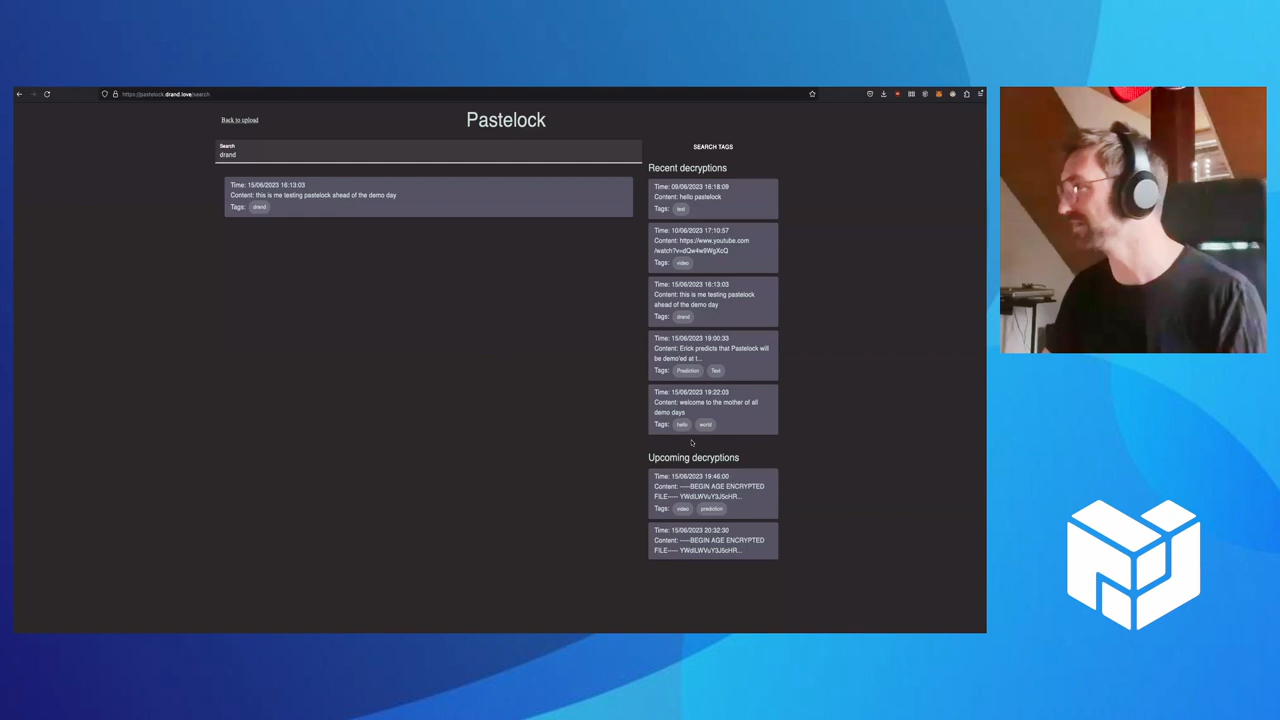 https://pastelock.drand.love/search
Back to upload
Pastelock
Search
drand
SEARCH TAGS
Time: 15/06/2023 16:13:03
Content: this is me testing pastelock ahead of the demo day
Tags: drand
Recent decryptions
Time: 09/06/2023 16:18:09
Content: hello pastelock
Tags: test
Time: 10/06/2023 17:10:57
Content: https://www.youtube.com
/watch?v=dQw4w9WgXcQ
Tags: video
Time: 15/06/2023 16:13:03
Content: this is me testing pastelock
ahead of the demo day
Tags: drand
Time: 15/06/2023 19:00:33
Content: Erick predicts that Pastelock will
be demo'ed at t...
Tags: Prediction Text
Time: 15/06/2023 19:22:03
Content: welcome to the mother of all
demo days
Tags: hello world
Upcoming decryptions
Time: 15/06/2023 19:46:00
Content: -----BEGIN AGE ENCRYPTED
FILE----- YWdlLWVuY3J5cHR...
Tags: video prediction
Time: 15/06/2023 20:32:30
Content: -----BEGIN AGE ENCRYPTED
FILE----- YWdlLWVuY3J5cHR...